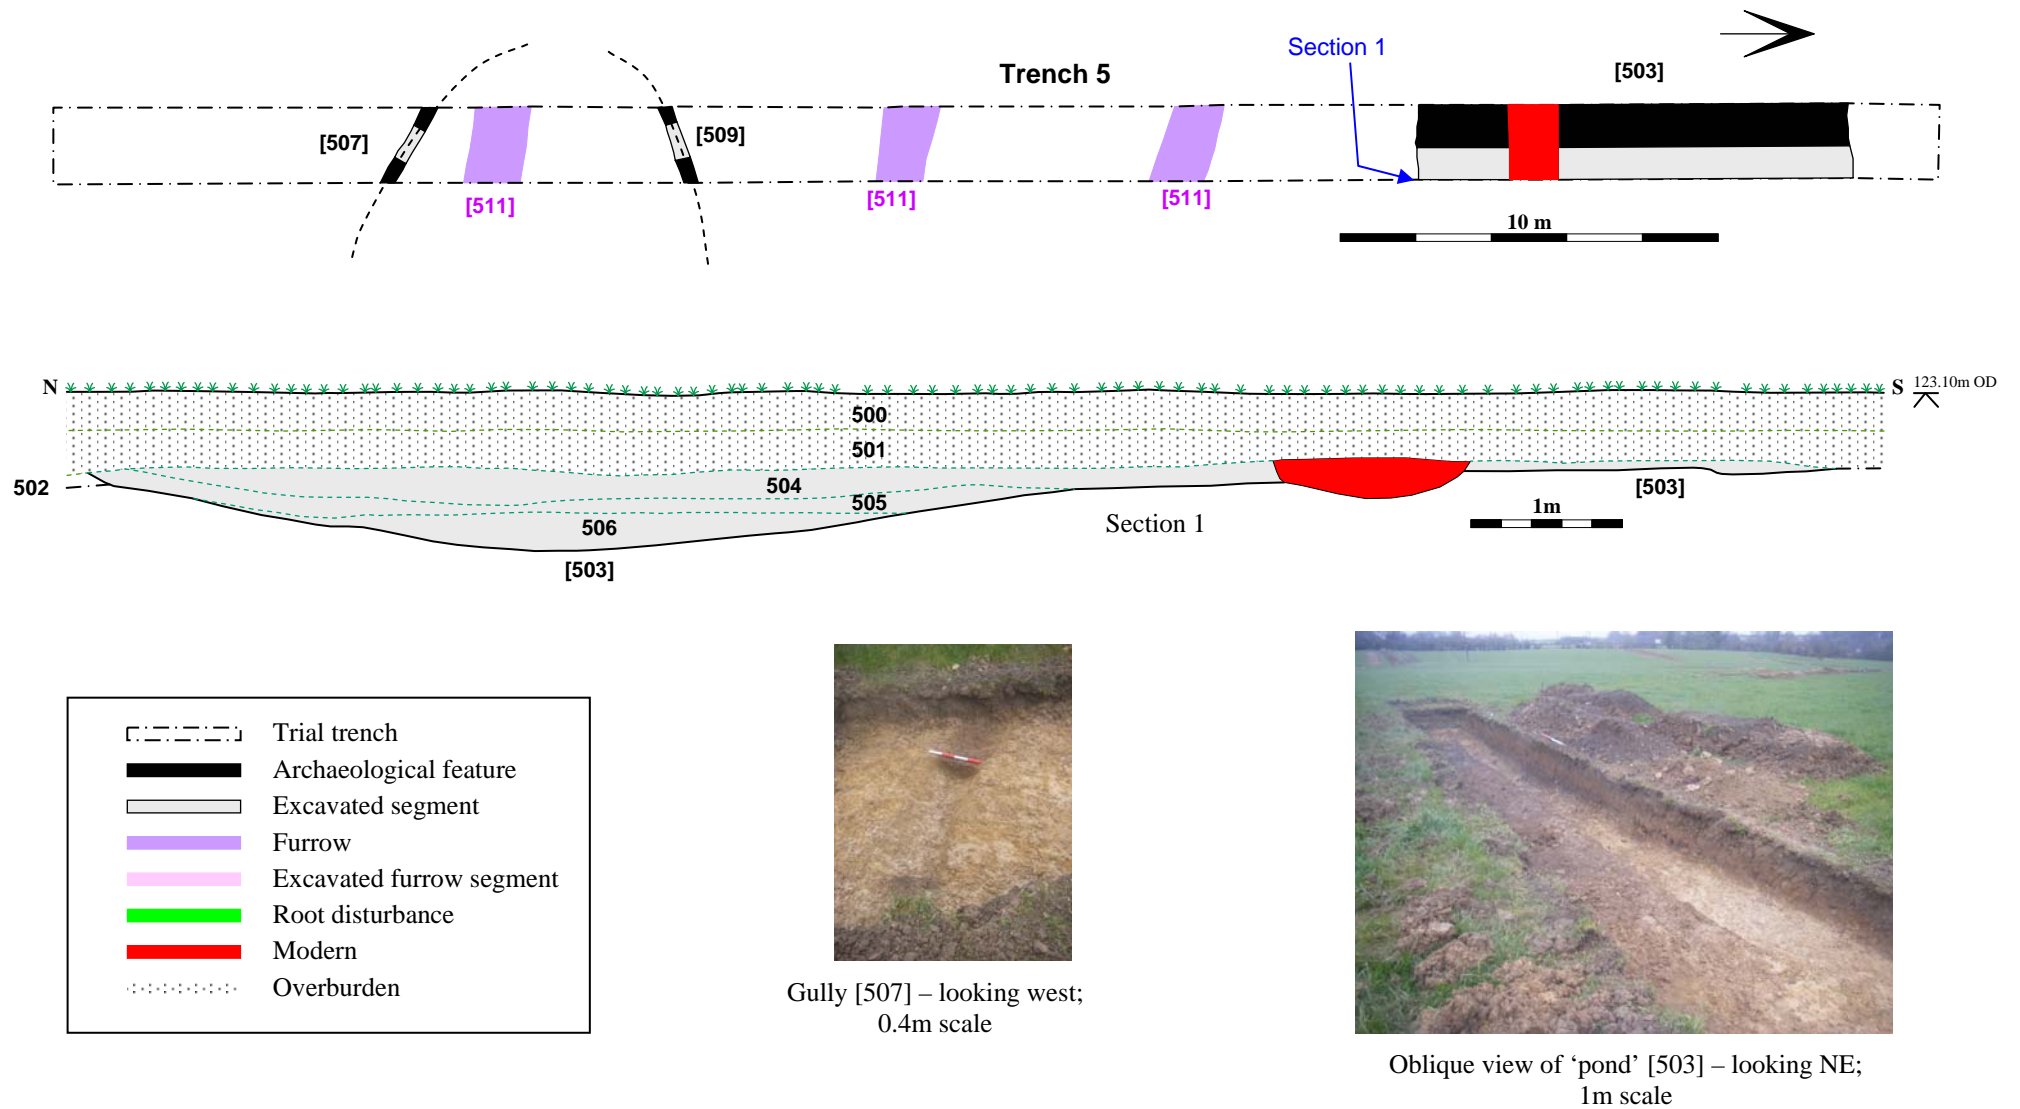 Section 1
Trench 5
[503]
[507]
[509]
[511]
[511]
[511]
10 m
N
S
123.10m OD
500
501
502
504
505
506
[503]
[503]
Section 1
1m
Trial trench
Archaeological feature
Excavated segment
Furrow
Excavated furrow segment
Root disturbance
Modern
Overburden
Gully [507] – looking west;
0.4m scale
Oblique view of ‘pond’ [503] – looking NE;
1m scale